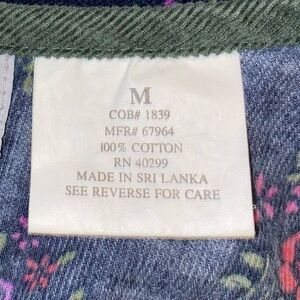 M
COB# 1839
MFR# 67964
100% COTTON
RN 40299
MADE IN SRI LANKA
SEE REVERSE FOR CARE